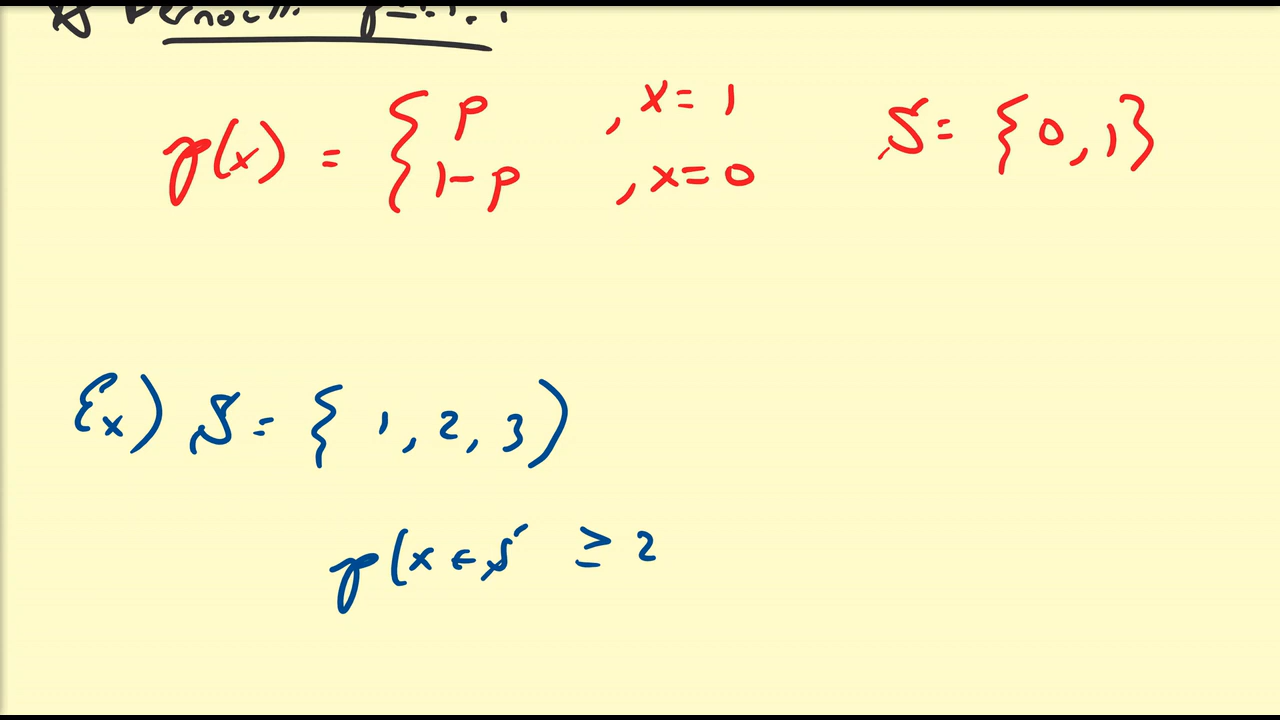 p(x) = { p , x = 1
1 - p , x = 0
S = { 0, 1 }
Ex) S = { 1, 2, 3 )
p(x ∈ S ≥ 2